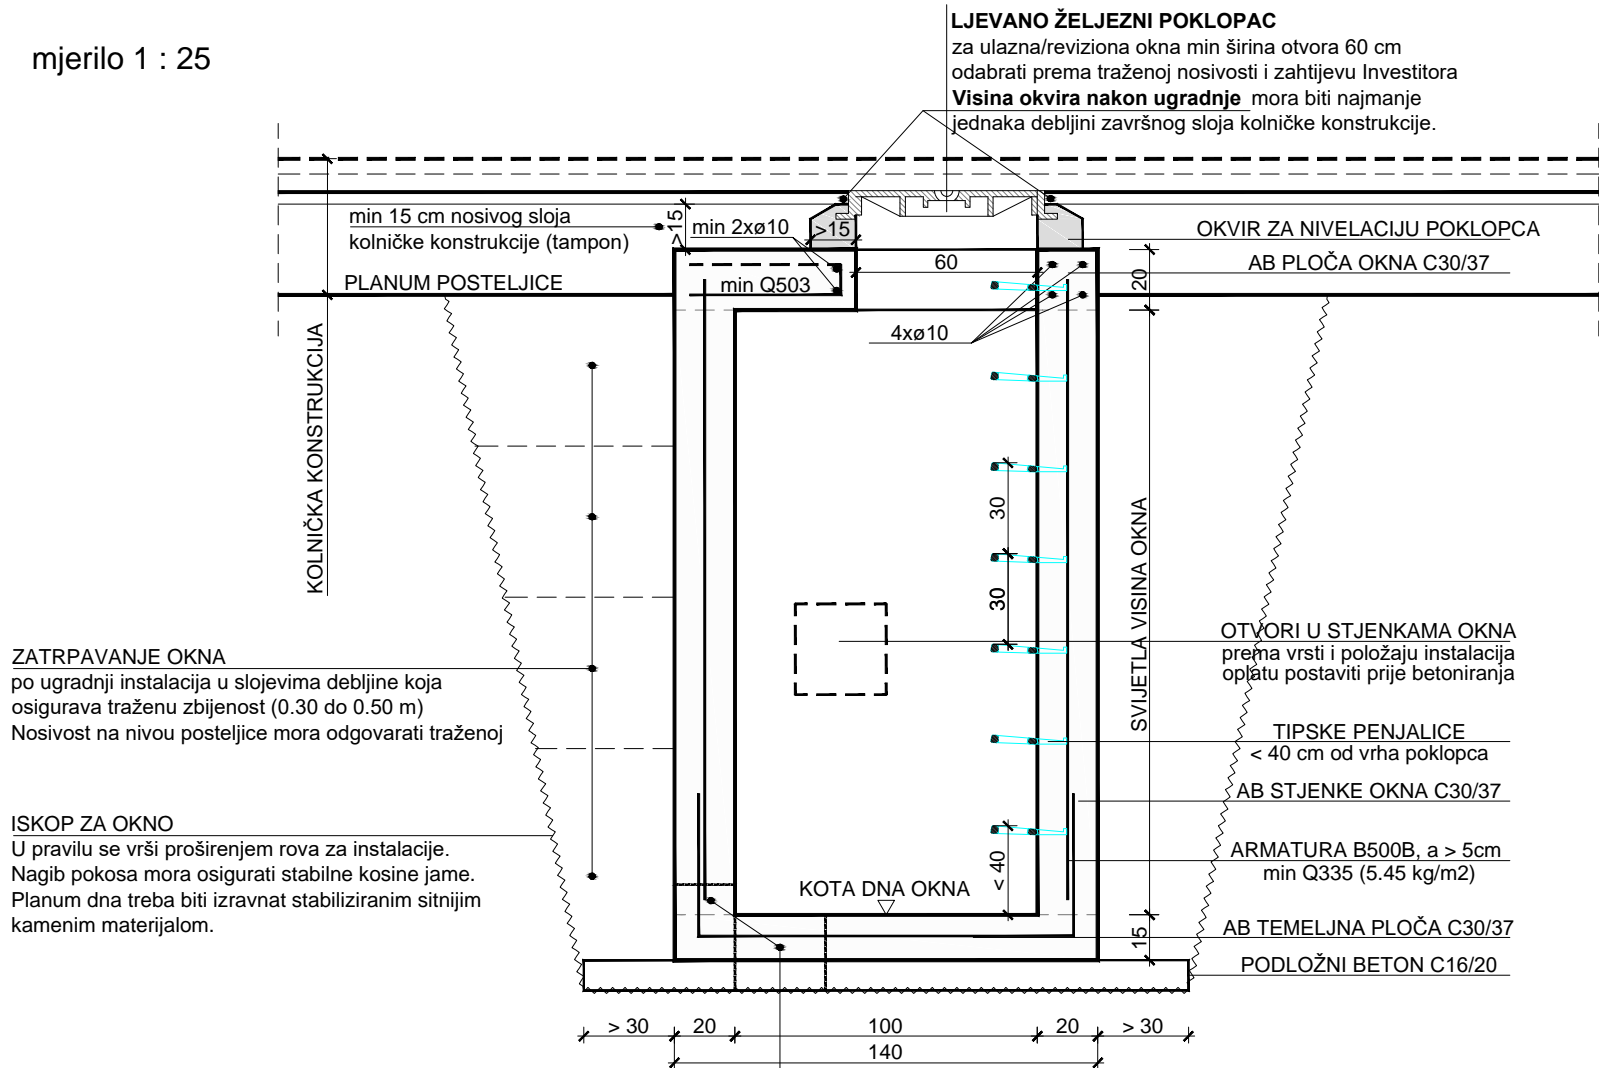 mjerilo 1 : 25
LJEVANO ŽELJEZNI POKLOPAC
za ulazna/reviziona okna min širina otvora 60 cm
odabrati prema traženoj nosivosti i zahtijevu Investitora
Visina okvira nakon ugradnje mora biti najmanje
jednaka debljini završnog sloja kolničke konstrukcije.
min 15 cm nosivog sloja
kolničke konstrukcije (tampon)
>15
min 2xø10
>15
OKVIR ZA NIVELACIJU POKLOPCA
60
AB PLOČA OKNA C30/37
20
PLANUM POSTELJICE
min Q503
4xø10
KOLNIČKA KONSTRUKCIJA
30
30
SVIJETLA VISINA OKNA
OTVORI U STJENKAMA OKNA
prema vrsti i položaju instalacija
oplatu postaviti prije betoniranja
ZATRPAVANJE OKNA
po ugradnji instalacija u slojevima debljine koja
osigurava traženu zbijenost (0.30 do 0.50 m)
Nosivost na nivou posteljice mora odgovarati traženoj
TIPSKE PENJALICE
< 40 cm od vrha poklopca
AB STJENKE OKNA C30/37
ISKOP ZA OKNO
U pravilu se vrši proširenjem rova za instalacije.
Nagib pokosa mora osigurati stabilne kosine jame.
Planum dna treba biti izravnat stabiliziranim sitnijim
kamenim materijalom.
< 40
ARMATURA B500B, a > 5cm
min Q335 (5.45 kg/m2)
KOTA DNA OKNA
15
AB TEMELJNA PLOČA C30/37
PODLOŽNI BETON C16/20
> 30
20
100
20
> 30
140